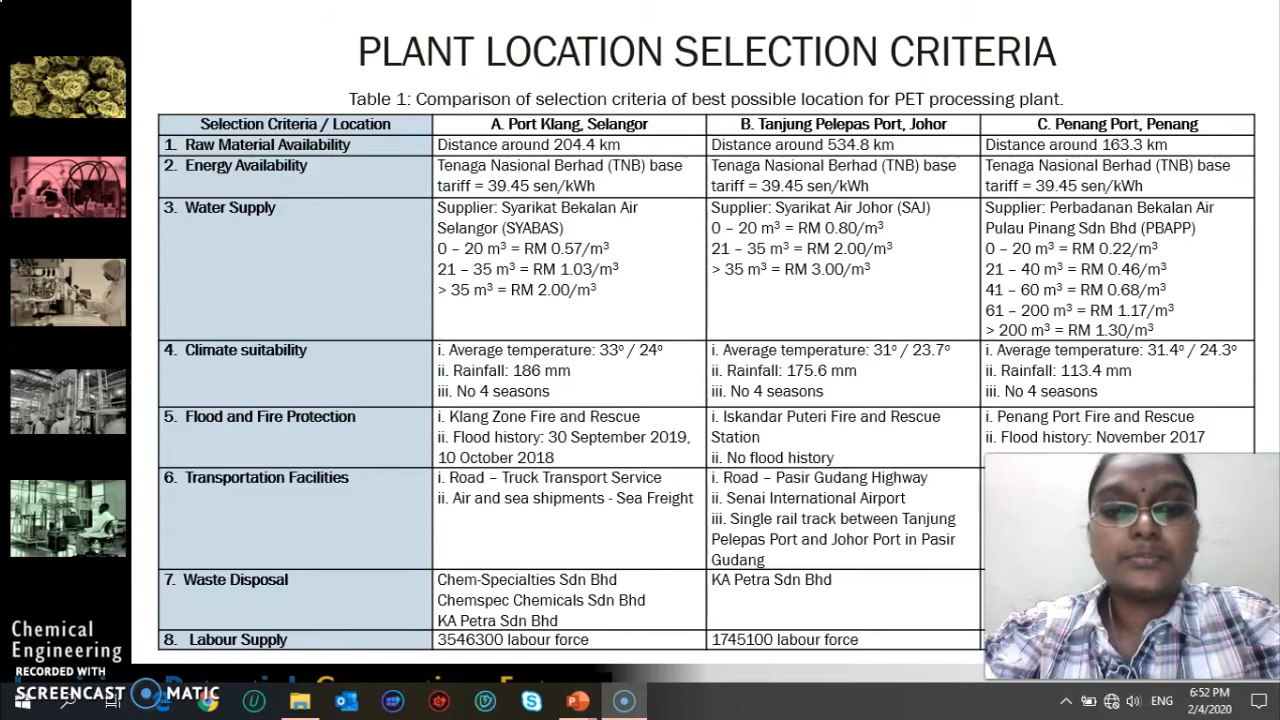 PLANT LOCATION SELECTION CRITERIA
Table 1: Comparison of selection criteria of best possible location for PET processing plant.
Selection Criteria / Location
A. Port Klang, Selangor
B. Tanjung Pelepas Port, Johor
C. Penang Port, Penang
1. Raw Material Availability
Distance around 204.4 km
Distance around 534.8 km
Distance around 163.3 km
2. Energy Availability
Tenaga Nasional Berhad (TNB) base
tariff = 39.45 sen/kWh
Tenaga Nasional Berhad (TNB) base
tariff = 39.45 sen/kWh
Tenaga Nasional Berhad (TNB) base
tariff = 39.45 sen/kWh
3. Water Supply
Supplier: Syarikat Bekalan Air
Selangor (SYABAS)
0 – 20 m³ = RM 0.57/m³
21 – 35 m³ = RM 1.03/m³
> 35 m³ = RM 2.00/m³
Supplier: Syarikat Air Johor (SAJ)
0 – 20 m³ = RM 0.80/m³
21 – 35 m³ = RM 2.00/m³
> 35 m³ = RM 3.00/m³
Supplier: Perbadanan Bekalan Air
Pulau Pinang Sdn Bhd (PBAPP)
0 – 20 m³ = RM 0.22/m³
21 – 40 m³ = RM 0.46/m³
41 – 60 m³ = RM 0.68/m³
61 – 200 m³ = RM 1.17/m³
> 200 m³ = RM 1.30/m³
4. Climate suitability
i. Average temperature: 33º / 24º
ii. Rainfall: 186 mm
iii. No 4 seasons
i. Average temperature: 31º / 23.7º
ii. Rainfall: 175.6 mm
iii. No 4 seasons
i. Average temperature: 31.4º / 24.3º
ii. Rainfall: 113.4 mm
iii. No 4 seasons
5. Flood and Fire Protection
i. Klang Zone Fire and Rescue
ii. Flood history: 30 September 2019,
10 October 2018
i. Iskandar Puteri Fire and Rescue
Station
ii. No flood history
i. Penang Port Fire and Rescue
ii. Flood history: November 2017
6. Transportation Facilities
i. Road – Truck Transport Service
ii. Air and sea shipments - Sea Freight
i. Road – Pasir Gudang Highway
ii. Senai International Airport
iii. Single rail track between Tanjung
Pelepas Port and Johor Port in Pasir
Gudang
7. Waste Disposal
Chem-Specialties Sdn Bhd
Chemspec Chemicals Sdn Bhd
KA Petra Sdn Bhd
KA Petra Sdn Bhd
8. Labour Supply
3546300 labour force
1745100 labour force
Chemical
Engineering
RECORDED WITH
SCREENCAST MATIC
ENG
6:52 PM
2/4/2020